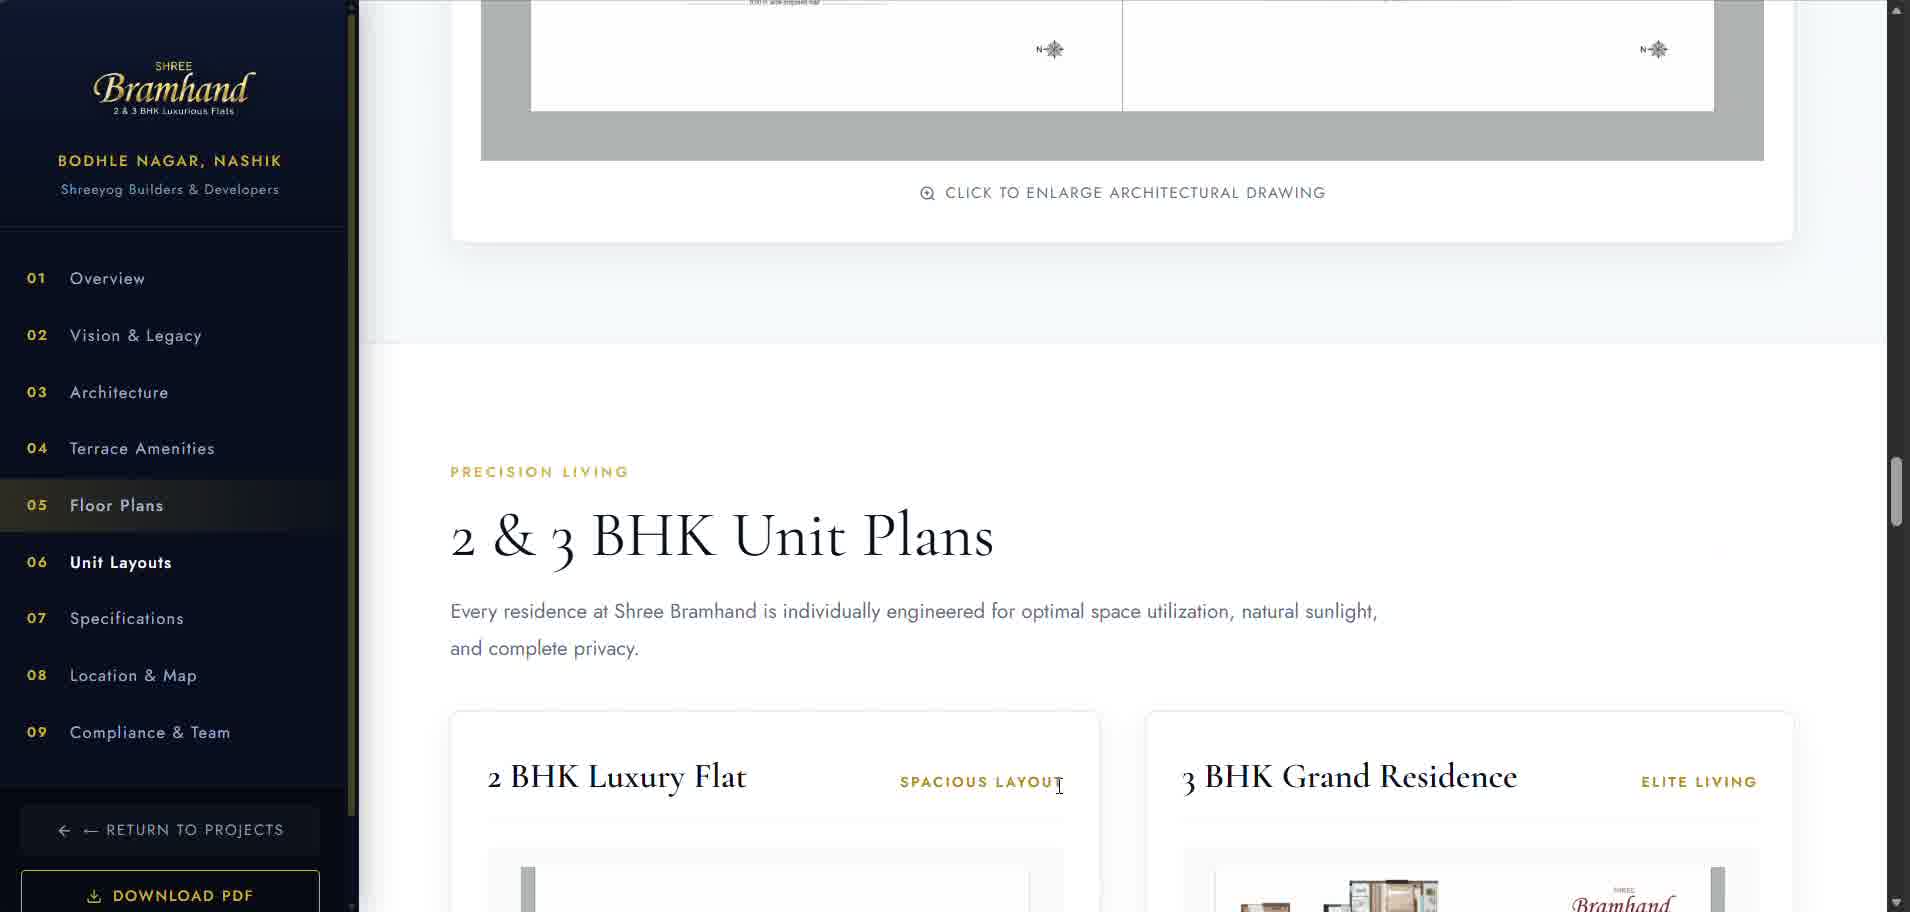 SHREE
Bramhand
2 & 3 BHK Luxurious Flats
BODHLE NAGAR, NASHIK
Shreeyog Builders & Developers
01 Overview
02 Vision & Legacy
03 Architecture
04 Terrace Amenities
05 Floor Plans
06 Unit Layouts
07 Specifications
08 Location & Map
09 Compliance & Team
← ← RETURN TO PROJECTS
DOWNLOAD PDF
N
N
CLICK TO ENLARGE ARCHITECTURAL DRAWING
PRECISION LIVING
2 & 3 BHK Unit Plans
Every residence at Shree Bramhand is individually engineered for optimal space utilization, natural sunlight,
and complete privacy.
2 BHK Luxury Flat
SPACIOUS LAYOUT
3 BHK Grand Residence
ELITE LIVING
SHREE
Bramhand